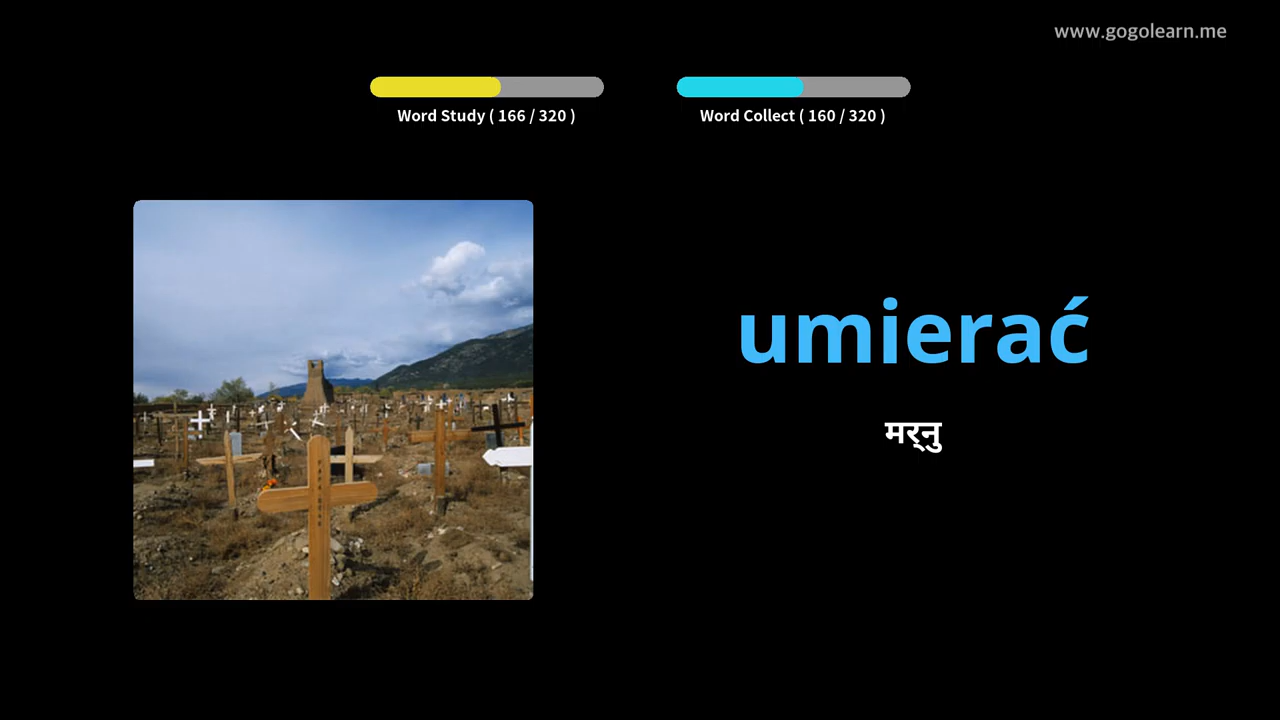 www.gogolearn.me
Word Study ( 166 / 320 )
Word Collect ( 160 / 320 )
umierać
मर्नु